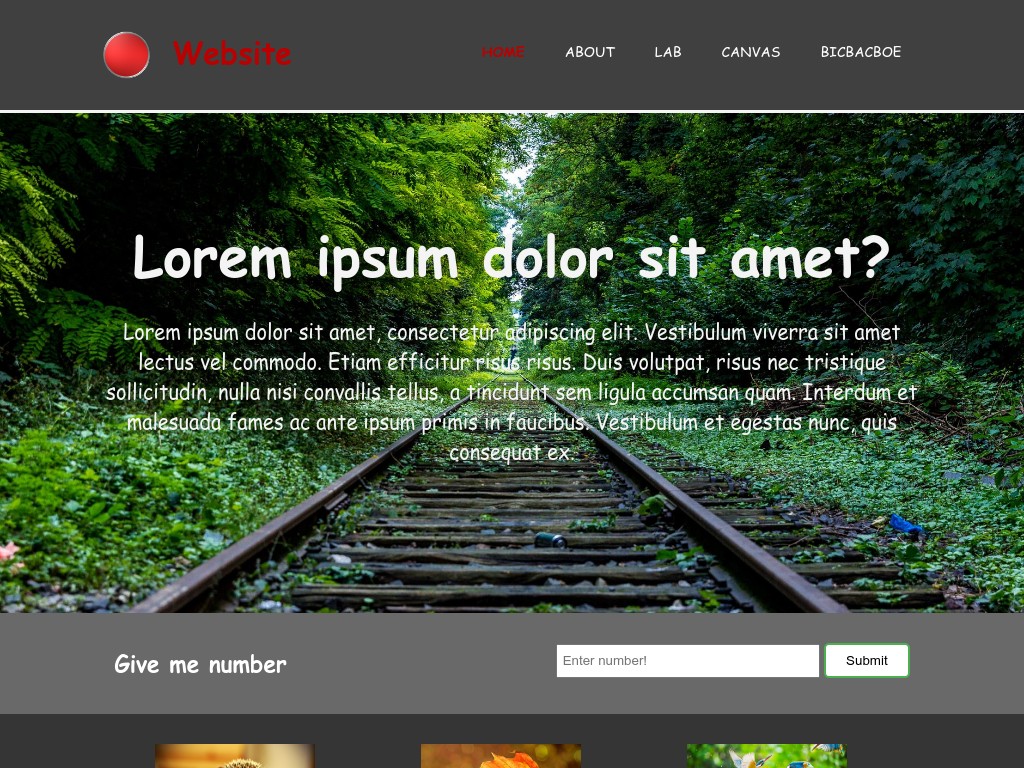 Website
HOME ABOUT LAB CANVAS BICBACBOE
Lorem ipsum dolor sit amet?
Lorem ipsum dolor sit amet, consectetur adipiscing elit. Vestibulum viverra sit amet
lectus vel commodo. Etiam efficitur risus risus. Duis volutpat, risus nec tristique
sollicitudin, nulla nisi convallis tellus, a tincidunt sem ligula accumsan quam. Interdum et
malesuada fames ac ante ipsum primis in faucibus. Vestibulum et egestas nunc, quis
consequat ex.
Give me number
Enter number! Submit